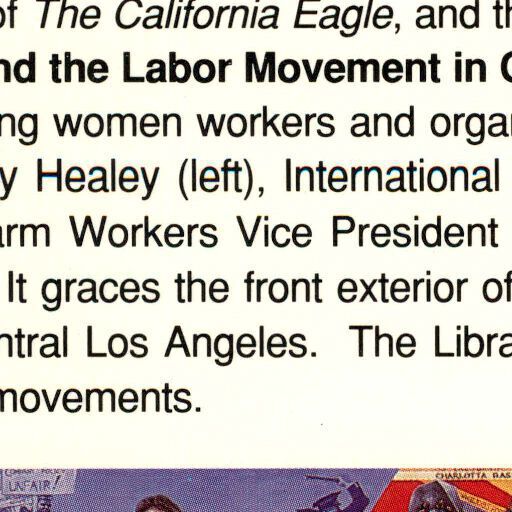 of The California Eagle, and th
nd the Labor Movement in C
ng women workers and orga
y Healey (left), International
arm Workers Vice President
It graces the front exterior of
ntral Los Angeles. The Libra
movements.
UNFAIR!
CHARLOTTA BAS